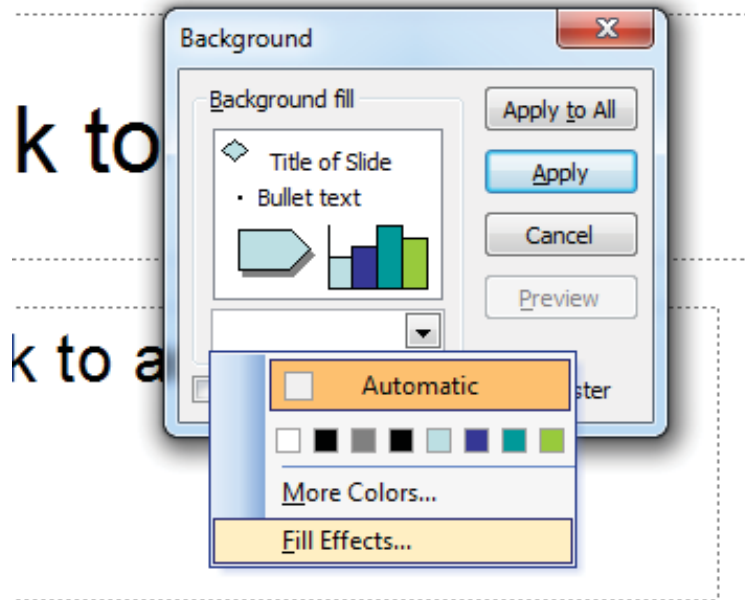 Background
Background fill
Apply to All
k to
Title of Slide
• Bullet text
Apply
Cancel
Preview
k to a
Automatic
ster
More Colors...
Fill Effects...